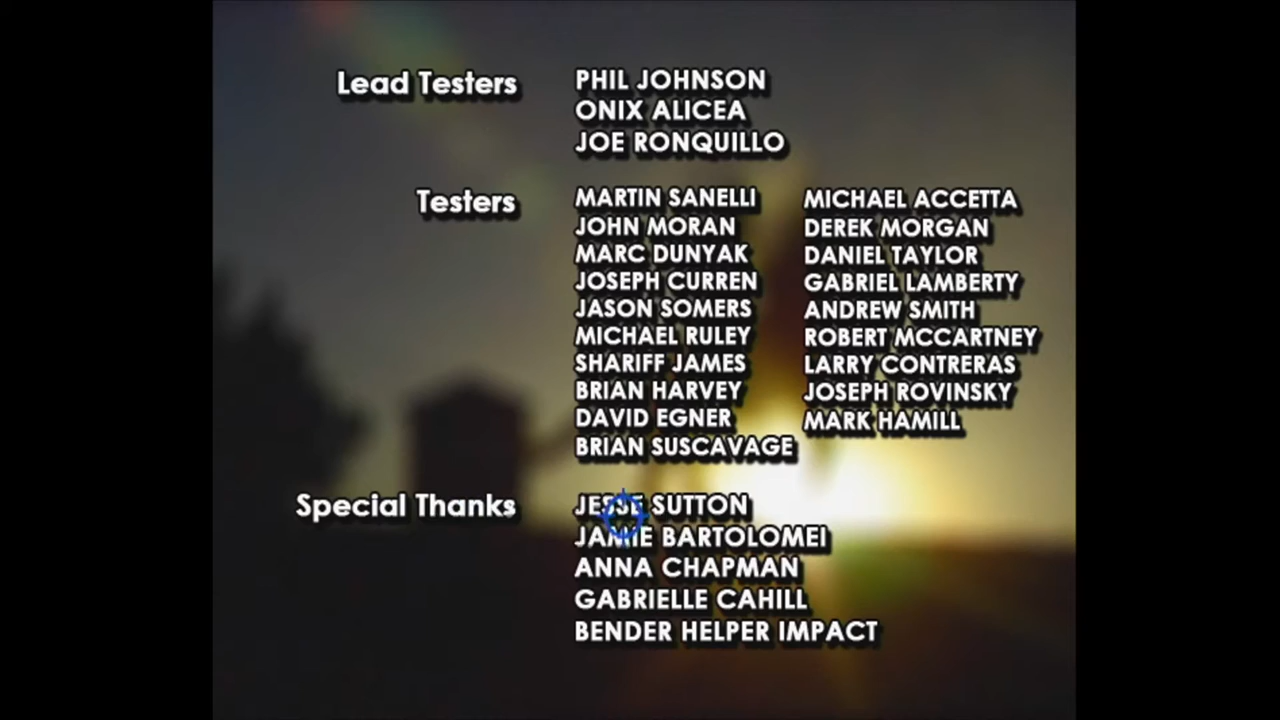 Lead Testers PHIL JOHNSON
ONIX ALICEA
JOE RONQUILLO
Testers MARTIN SANELLI MICHAEL ACCETTA
JOHN MORAN DEREK MORGAN
MARC DUNYAK DANIEL TAYLOR
JOSEPH CURREN GABRIEL LAMBERTY
JASON SOMERS ANDREW SMITH
MICHAEL RULEY ROBERT MCCARTNEY
SHARIFF JAMES LARRY CONTRERAS
BRIAN HARVEY JOSEPH ROVINSKY
DAVID EGNER MARK HAMILL
BRIAN SUSCAVAGE
Special Thanks JESSE SUTTON
JAMIE BARTOLOMEI
ANNA CHAPMAN
GABRIELLE CAHILL
BENDER HELPER IMPACT